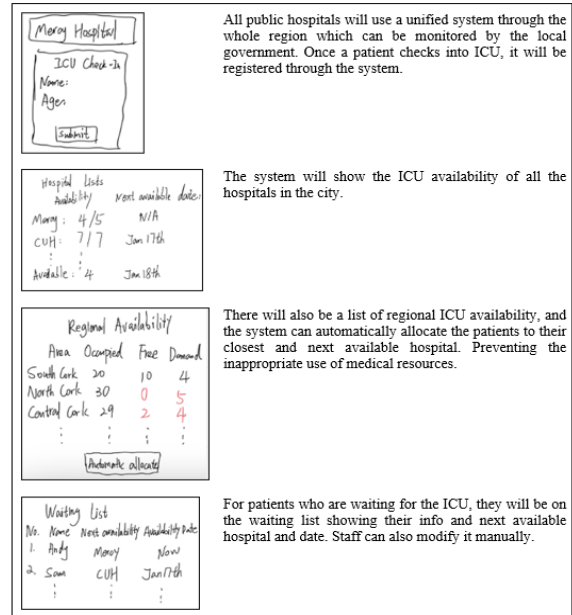 Mercy Hospital
ICU Check-In
Name:
Age:
Submit
All public hospitals will use a unified system through the
whole region which can be monitored by the local
government. Once a patient checks into ICU, it will be
registered through the system.
Hospital Lists
Availability Next available date:
Mercy: 4/5 N/A
CUH: 7/7 Jan 17th
⋮ ⋮
Available: 4 Jan 18th
The system will show the ICU availability of all the
hospitals in the city.
Regional Availability
Area Occupied Free Demand
South Cork 20 10 4
North Cork 30 0 5
Central Cork 29 2 4
⋮ ⋮ ⋮ ⋮
Automatic allocate
There will also be a list of regional ICU availability, and
the system can automatically allocate the patients to their
closest and next available hospital. Preventing the
inappropriate use of medical resources.
Waiting List
No. Name Next availability Availability Date
1. Andy Mercy Now
2. Sam CUH Jan 17th
⋮ ⋮ ⋮
For patients who are waiting for the ICU, they will be on
the waiting list showing their info and next available
hospital and date. Staff can also modify it manually.